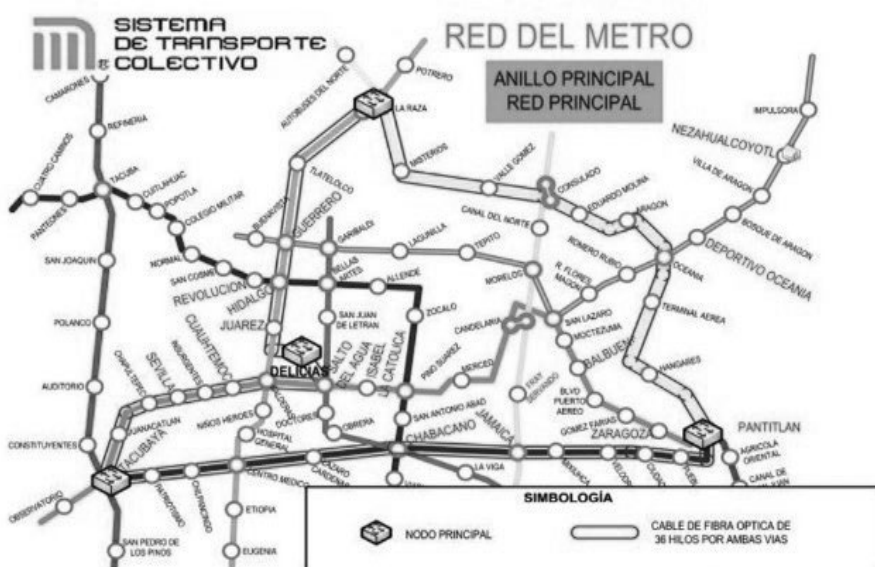 SISTEMA
DE TRANSPORTE
COLECTIVO
RED DEL METRO
ANILLO PRINCIPAL
RED PRINCIPAL
CAMARONES
REFINERIA
CUATRO CAMINOS
PANTEONES
TACUBA
CUITLAHUAC
POPOTLA
COLEGIO MILITAR
NORMAL
SAN COSME
REVOLUCION
HIDALGO
SAN JOAQUIN
POLANCO
AUDITORIO
CONSTITUYENTES
AUTOBUSES DEL NORTE
POTRERO
LA RAZA
MISTERIOS
VALLE GOMEZ
CONSULADO
EDUARDO MOLINA
ARAGON
CANAL DEL NORTE
ROMERO RUBIO
OCEANIA
DEPORTIVO OCEANIA
BOSQUE DE ARAGON
VILLA DE ARAGON
NEZAHUALCOYOTL
IMPULSORA
TLATELOLCO
BUENAVISTA
GUERRERO
GARIBALDI
LAGUNILLA
TEPITO
MORELOS
R. FLORES
MAGON
BELLAS
ARTES
ALLENDE
ZOCALO
SAN JUAN
DE LETRAN
JUAREZ
DELICIAS
SALTO
DEL AGUA
ISABEL
LA CATOLICA
PINO SUAREZ
MERCED
CANDELARIA
SAN LAZARO
MOCTEZUMA
BALBUENA
BLVD
PUERTO
AEREO
GOMEZ FARIAS
ZARAGOZA
PANTITLAN
TERMINAL AEREA
HANGARES
AGRICOLA
ORIENTAL
CANAL DE
FRAY
SERVANDO
JAMAICA
MIXIUHCA
CHAPULTEPEC
SEVILLA
INSURGENTES
CUAUHTEMOC
JUANACATLAN
TACUBAYA
OBSERVATORIO
PATRIOTISMO
CHILPANCINGO
CENTRO MEDICO
NIÑOS HEROES
HOSPITAL
GENERAL
DOCTORES
OBRERA
SAN ANTONIO ABAD
CHABACANO
LA VIGA
LAZARO
CARDENAS
ETIOPIA
EUGENIA
SAN PEDRO DE
LOS PINOS
SIMBOLOGÍA
NODO PRINCIPAL
CABLE DE FIBRA OPTICA DE
36 HILOS POR AMBAS VIAS